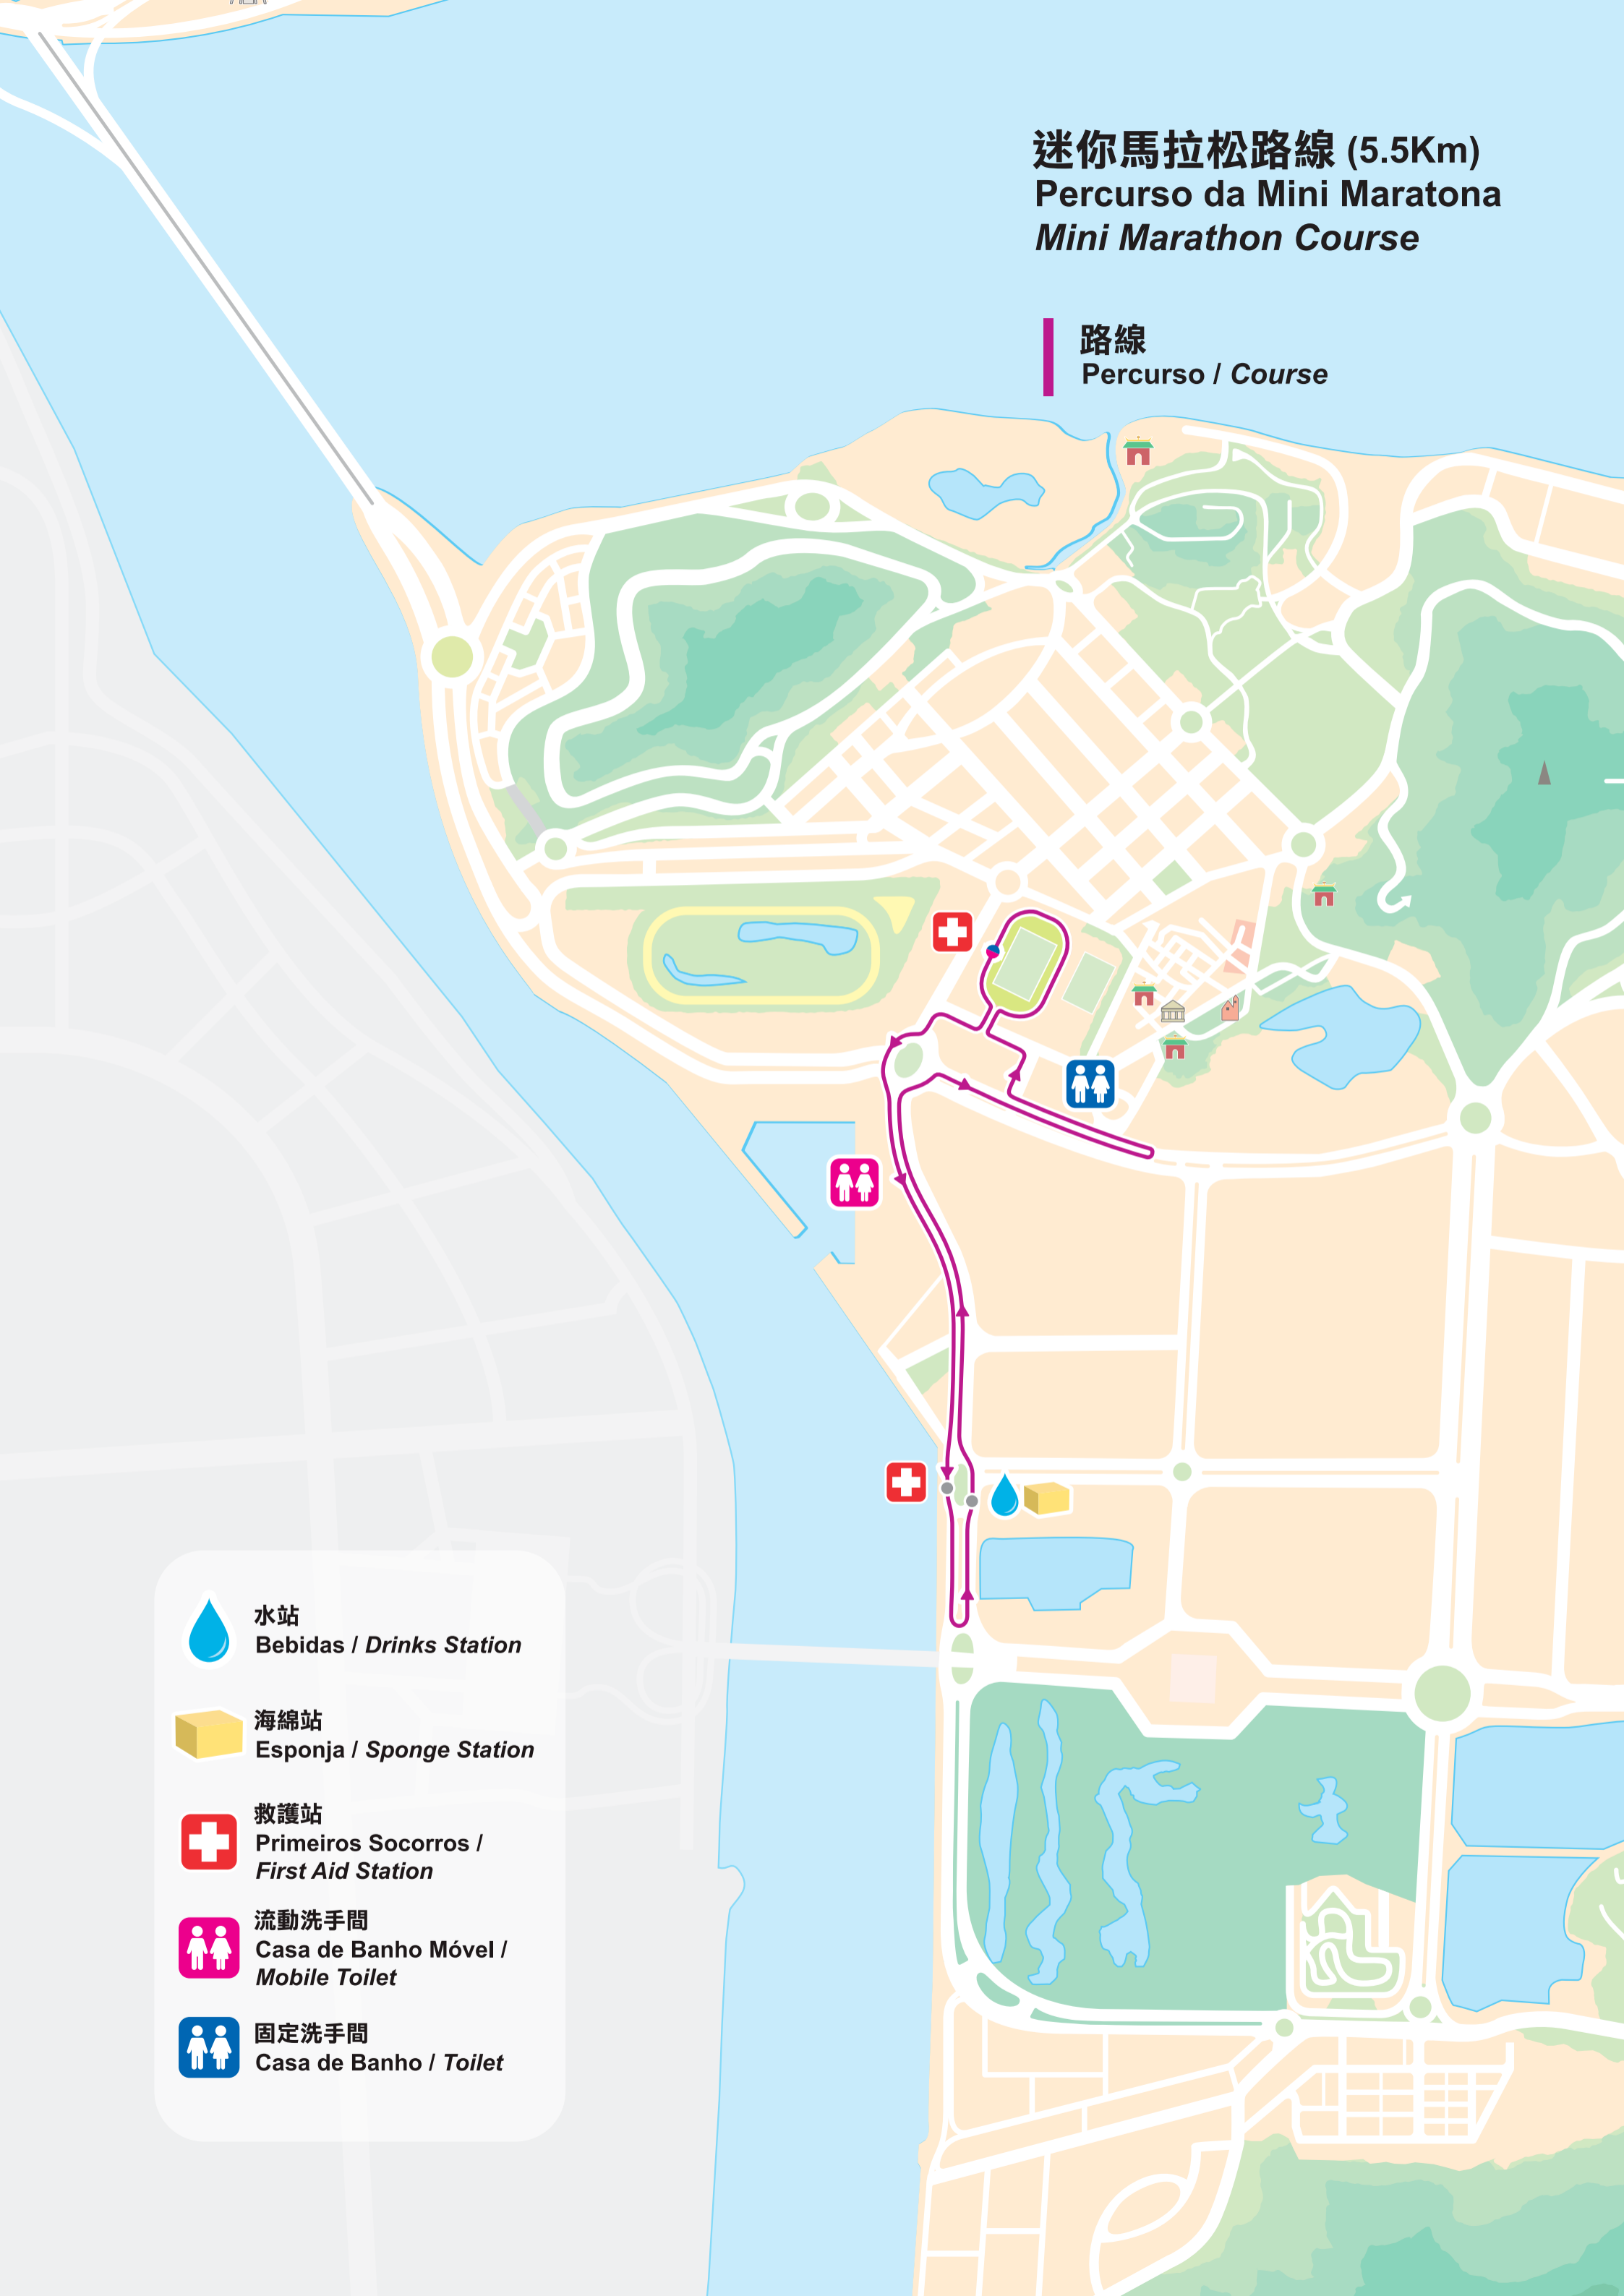 迷你馬拉松路線 (5.5Km)
Percurso da Mini Maratona
Mini Marathon Course
路線
Percurso / Course
水站
Bebidas / Drinks Station
海綿站
Esponja / Sponge Station
救護站
Primeiros Socorros /
First Aid Station
流動洗手間
Casa de Banho Móvel /
Mobile Toilet
固定洗手間
Casa de Banho / Toilet